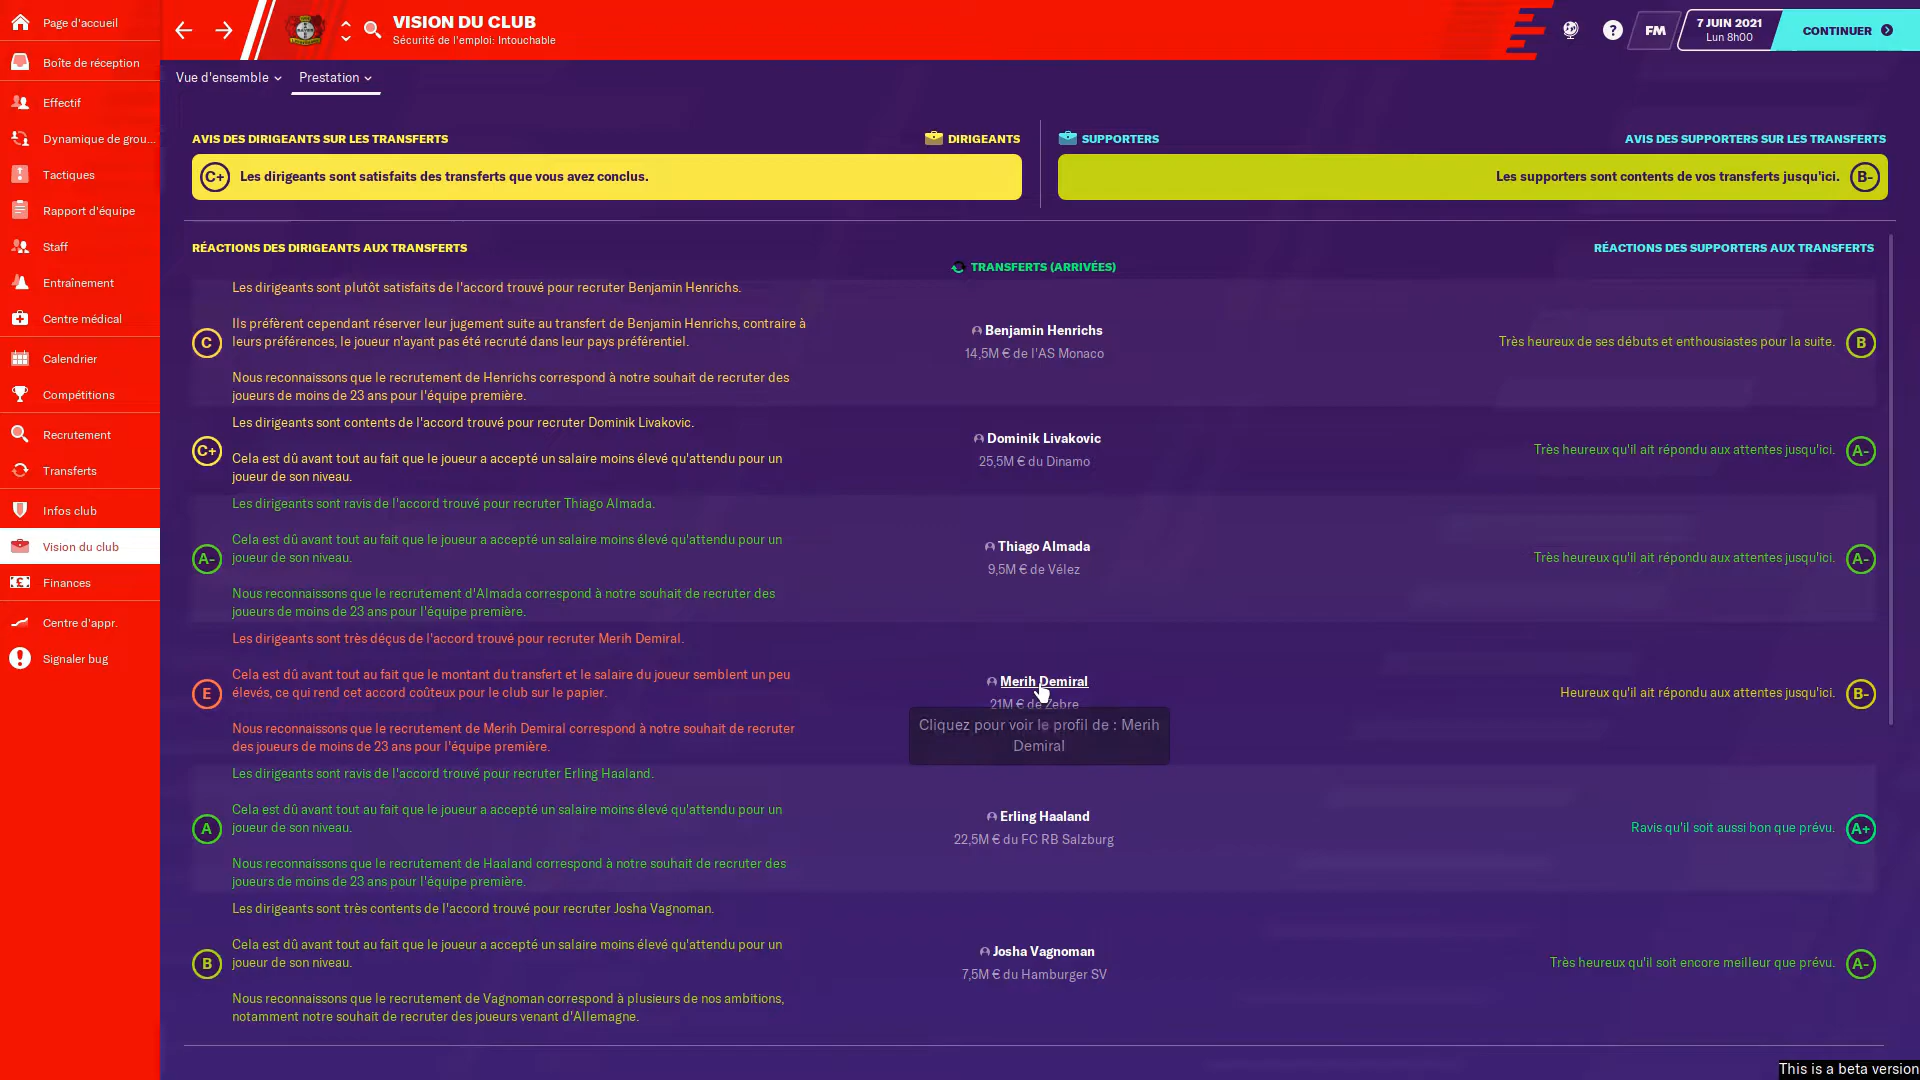 Page d'accueil
Boîte de réception
Effectif
Dynamique de grou...
Tactiques
Rapport d'équipe
Staff
Entraînement
Centre médical
Calendrier
Compétitions
Recrutement
Transferts
Infos club
Vision du club
Finances
Centre d'appr.
Signaler bug
VISION DU CLUB
Sécurité de l'emploi: Intouchable
?
FM
7 JUIN 2021
Lun 8h00
CONTINUER
Vue d'ensemble
Prestation
AVIS DES DIRIGEANTS SUR LES TRANSFERTS
DIRIGEANTS
SUPPORTERS
AVIS DES SUPPORTERS SUR LES TRANSFERTS
C+ Les dirigeants sont satisfaits des transferts que vous avez conclus.
Les supporters sont contents de vos transferts jusqu'ici. B-
RÉACTIONS DES DIRIGEANTS AUX TRANSFERTS
TRANSFERTS (ARRIVÉES)
RÉACTIONS DES SUPPORTERS AUX TRANSFERTS
Les dirigeants sont plutôt satisfaits de l'accord trouvé pour recruter Benjamin Henrichs.
Ils préfèrent cependant réserver leur jugement suite au transfert de Benjamin Henrichs, contraire à
leurs préférences, le joueur n'ayant pas été recruté dans leur pays préférentiel.
C
Nous reconnaissons que le recrutement de Henrichs correspond à notre souhait de recruter des
joueurs de moins de 23 ans pour l'équipe première.
Benjamin Henrichs
14,5M € de l'AS Monaco
Très heureux de ses débuts et enthousiastes pour la suite. B
Les dirigeants sont contents de l'accord trouvé pour recruter Dominik Livakovic.
C+
Cela est dû avant tout au fait que le joueur a accepté un salaire moins élevé qu'attendu pour un
joueur de son niveau.
Dominik Livakovic
25,5M € du Dinamo
Très heureux qu'il ait répondu aux attentes jusqu'ici. A-
Les dirigeants sont ravis de l'accord trouvé pour recruter Thiago Almada.
Cela est dû avant tout au fait que le joueur a accepté un salaire moins élevé qu'attendu pour un
joueur de son niveau.
A-
Nous reconnaissons que le recrutement d'Almada correspond à notre souhait de recruter des
joueurs de moins de 23 ans pour l'équipe première.
Thiago Almada
9,5M € de Vélez
Très heureux qu'il ait répondu aux attentes jusqu'ici. A-
Les dirigeants sont très déçus de l'accord trouvé pour recruter Merih Demiral.
Cela est dû avant tout au fait que le montant du transfert et le salaire du joueur semblent un peu
élevés, ce qui rend cet accord coûteux pour le club sur le papier.
E
Nous reconnaissons que le recrutement de Merih Demiral correspond à notre souhait de recruter
des joueurs de moins de 23 ans pour l'équipe première.
Merih Demiral
21M € de Zebre
Cliquez pour voir le profil de : Merih
Demiral
Heureux qu'il ait répondu aux attentes jusqu'ici. B-
Les dirigeants sont ravis de l'accord trouvé pour recruter Erling Haaland.
Cela est dû avant tout au fait que le joueur a accepté un salaire moins élevé qu'attendu pour un
joueur de son niveau.
A
Nous reconnaissons que le recrutement de Haaland correspond à notre souhait de recruter des
joueurs de moins de 23 ans pour l'équipe première.
Erling Haaland
22,5M € du FC RB Salzburg
Ravis qu'il soit aussi bon que prévu. A+
Les dirigeants sont très contents de l'accord trouvé pour recruter Josha Vagnoman.
Cela est dû avant tout au fait que le joueur a accepté un salaire moins élevé qu'attendu pour un
joueur de son niveau.
B
Nous reconnaissons que le recrutement de Vagnoman correspond à plusieurs de nos ambitions,
notamment notre souhait de recruter des joueurs venant d'Allemagne.
Josha Vagnoman
7,5M € du Hamburger SV
Très heureux qu'il soit encore meilleur que prévu. A-
This is a beta version